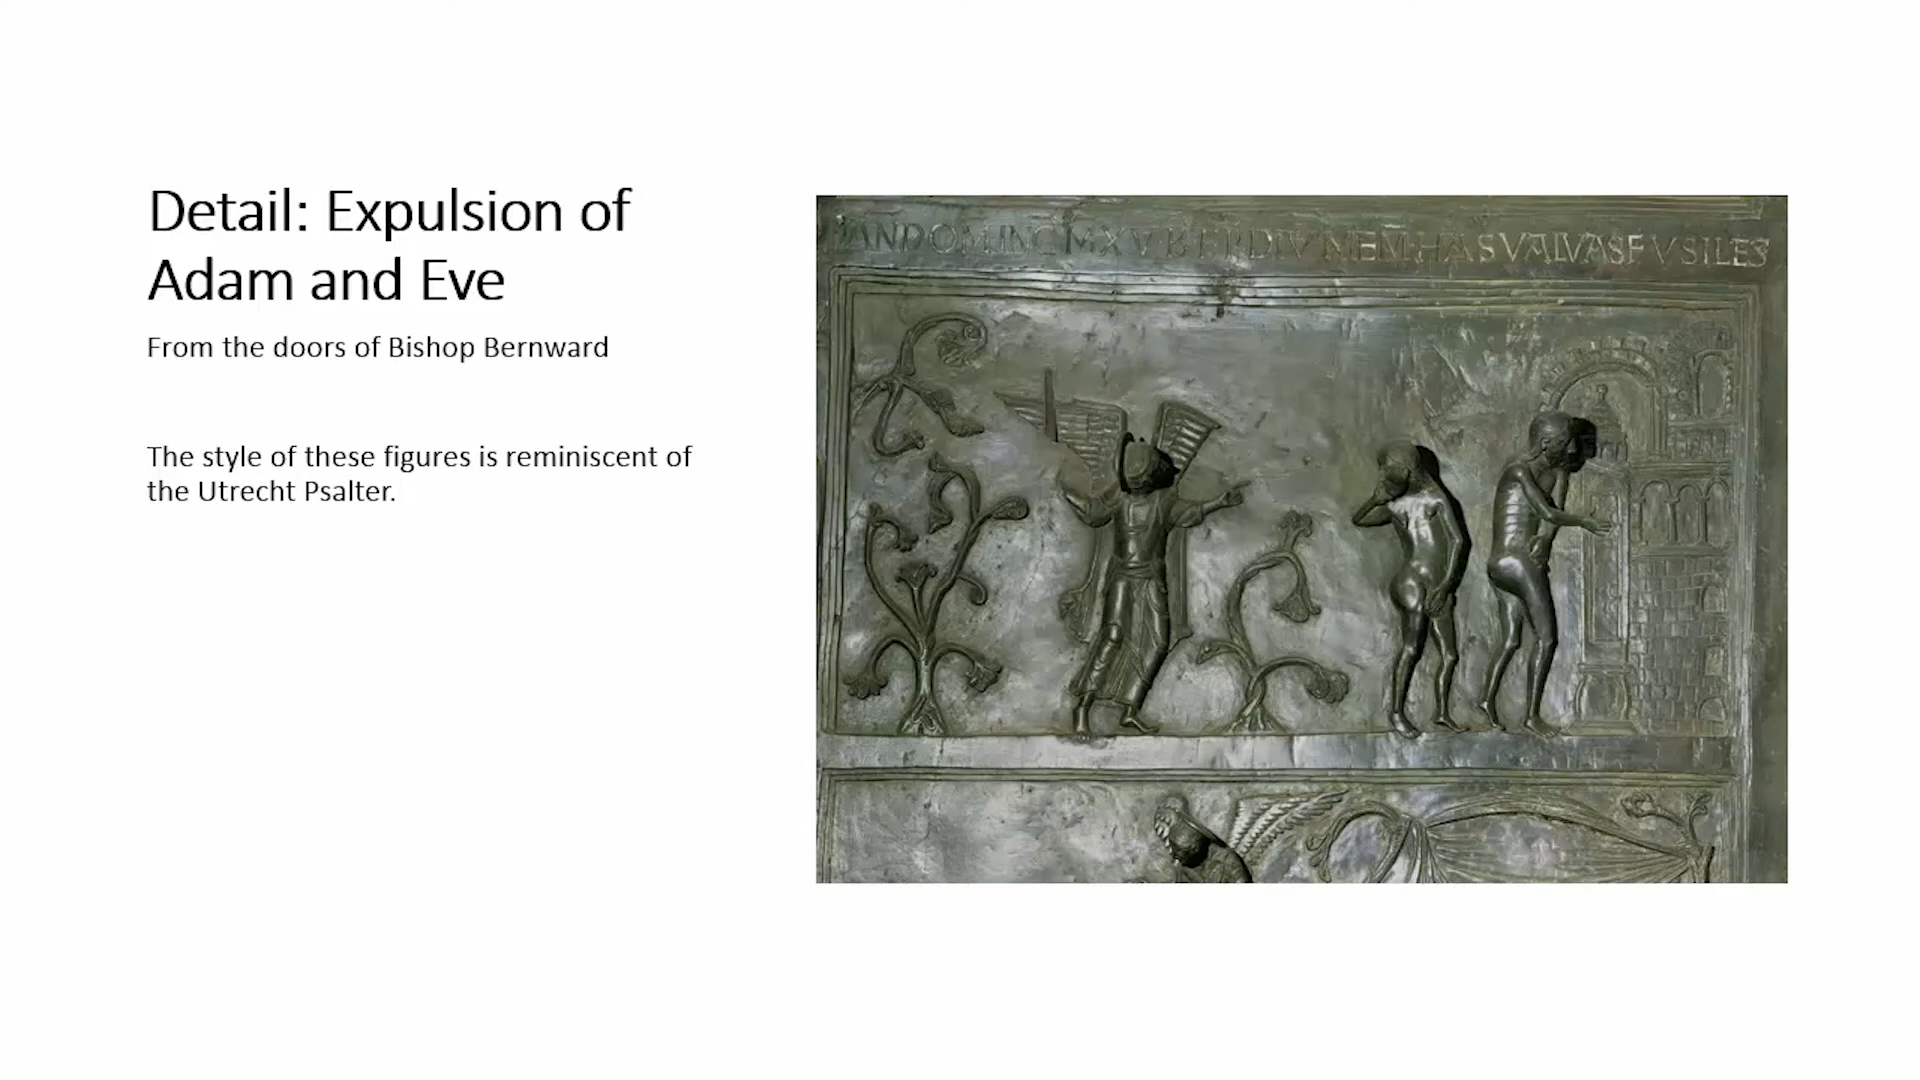 Detail: Expulsion of
Adam and Eve
From the doors of Bishop Bernward
The style of these figures is reminiscent of
the Utrecht Psalter.
ANDOMINCMXVBERDIVMEMHASVALVASFVSILES